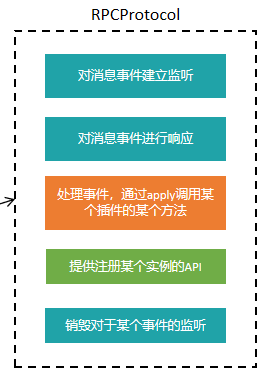 RPCProtocol
对消息事件建立监听
对消息事件进行响应
处理事件，通过apply调用某
个插件的某个方法
提供注册某个实例的API
销毁对于某个事件的监听